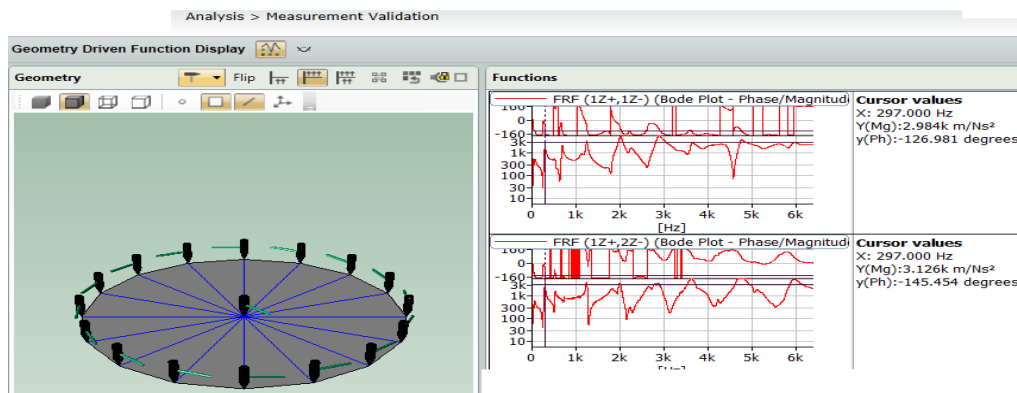 Analysis > Measurement Validation
Geometry Driven Function Display
Geometry
Flip
Functions
FRF (1Z+,1Z-) (Bode Plot - Phase/Magnitud
100
0
-160
3k
1k
300
100
30
10
0 1k 2k 3k 4k 5k 6k
[Hz]
Cursor values
X: 297.000 Hz
Y(Mg):2.984k m/Ns²
y(Ph):-126.981 degrees
FRF (1Z+,2Z-) (Bode Plot - Phase/Magnitud
100
0
-160
3k
1k
300
100
30
10
0 1k 2k 3k 4k 5k 6k
[Hz]
Cursor values
X: 297.000 Hz
Y(Mg):3.126k m/Ns²
y(Ph):-145.454 degrees